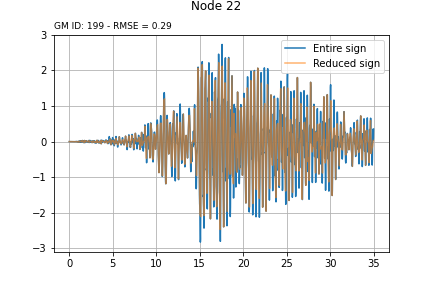 Node 22
GM ID: 199 - RMSE = 0.29
Entire sign
Reduced sign
3
2
1
0
−1
−2
−3
0 5 10 15 20 25 30 35